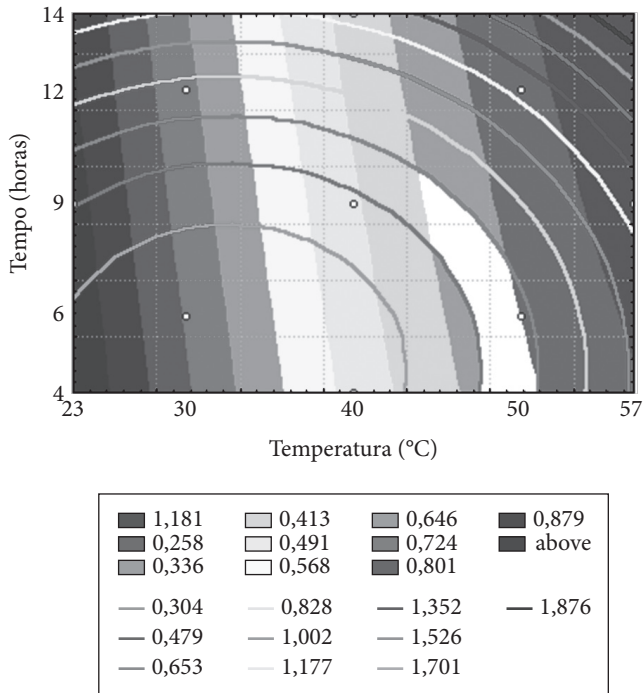 14
12
9
6
4
Tempo (horas)
23 30 40 50 57
Temperatura (°C)
1,181 0,413 0,646 0,879
0,258 0,491 0,724 above
0,336 0,568 0,801
0,304 0,828 1,352 1,876
0,479 1,002 1,526
0,653 1,177 1,701